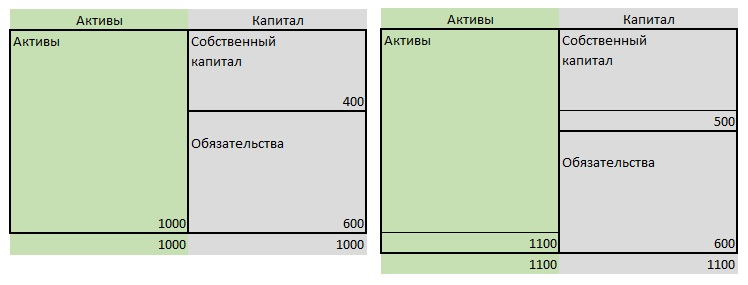 Активы Капитал
Активы Собственный
капитал
400
Обязательства
1000 600
1000 1000
Активы Капитал
Активы Собственный
капитал
500
Обязательства
1100 600
1100 1100